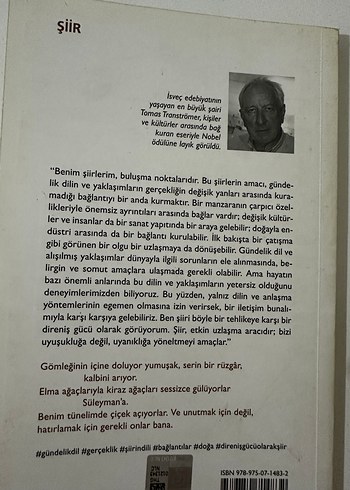 ŞİİR
İsveç edebiyatının
yaşayan en büyük şairi
Tomas Tranströmer, kişiler
ve kültürler arasında bağ
kuran eseriyle Nobel
ödülüne layık görüldü.
"Benim şiirlerim, buluşma noktalarıdır. Bu şiirlerin amacı, günde-
lik dilin ve yaklaşımların gerçekliğin değişik yanları arasında kura-
madığı bağlantıyı bir anda kurmaktır. Bir manzaranın çarpıcı özel-
likleriyle önemsiz ayrıntıları arasında bağlar vardır; değişik kültür-
ler ve insanlar da bir sanat yapıtında bir araya gelebilir; doğayla en-
düstri arasında da bir bağlantı kurulabilir. İlk bakışta bir çatışma
gibi görünen bir olgu bir uzlaşmaya da dönüşebilir. Gündelik dil ve
alışılmış yaklaşımlar dünyayla ilgili sorunların ele alınmasında, be-
lirgin ve somut amaçlara ulaşmada gerekli olabilir. Ama hayatın
bazı önemli anlarında bu dilin ve yaklaşımların yetersiz olduğunu
deneyimlerimizden biliyoruz. Bu yüzden, yalnız dilin ve anlaşma
yöntemlerinin egemen olmasına izin verirsek, bir iletişim bunalı-
mıyla karşı karşıya gelebiliriz. Ben şiiri böyle bir tehlikeye karşı bir
direniş gücü olarak görüyorum. Şiir, etkin uzlaşma aracıdır; bizi
uyuşukluğa değil, uyanıklığa yöneltmeyi amaçlar."
Gömleğinin içine doluyor yumuşak, serin bir rüzgâr,
kalbini arıyor.
Elma ağaçlarıyla kiraz ağaçları sessizce gülüyorlar
Süleyman'a.
Benim tünelimde çiçek açıyorlar. Ve unutmak için değil,
hatırlamak için gerekli onlar bana.
#gündelikdil #gerçeklik #şiirindili #bağlantılar #doğa #direnişgücüolarakşiir
ISBN 978-975-07-1483-2